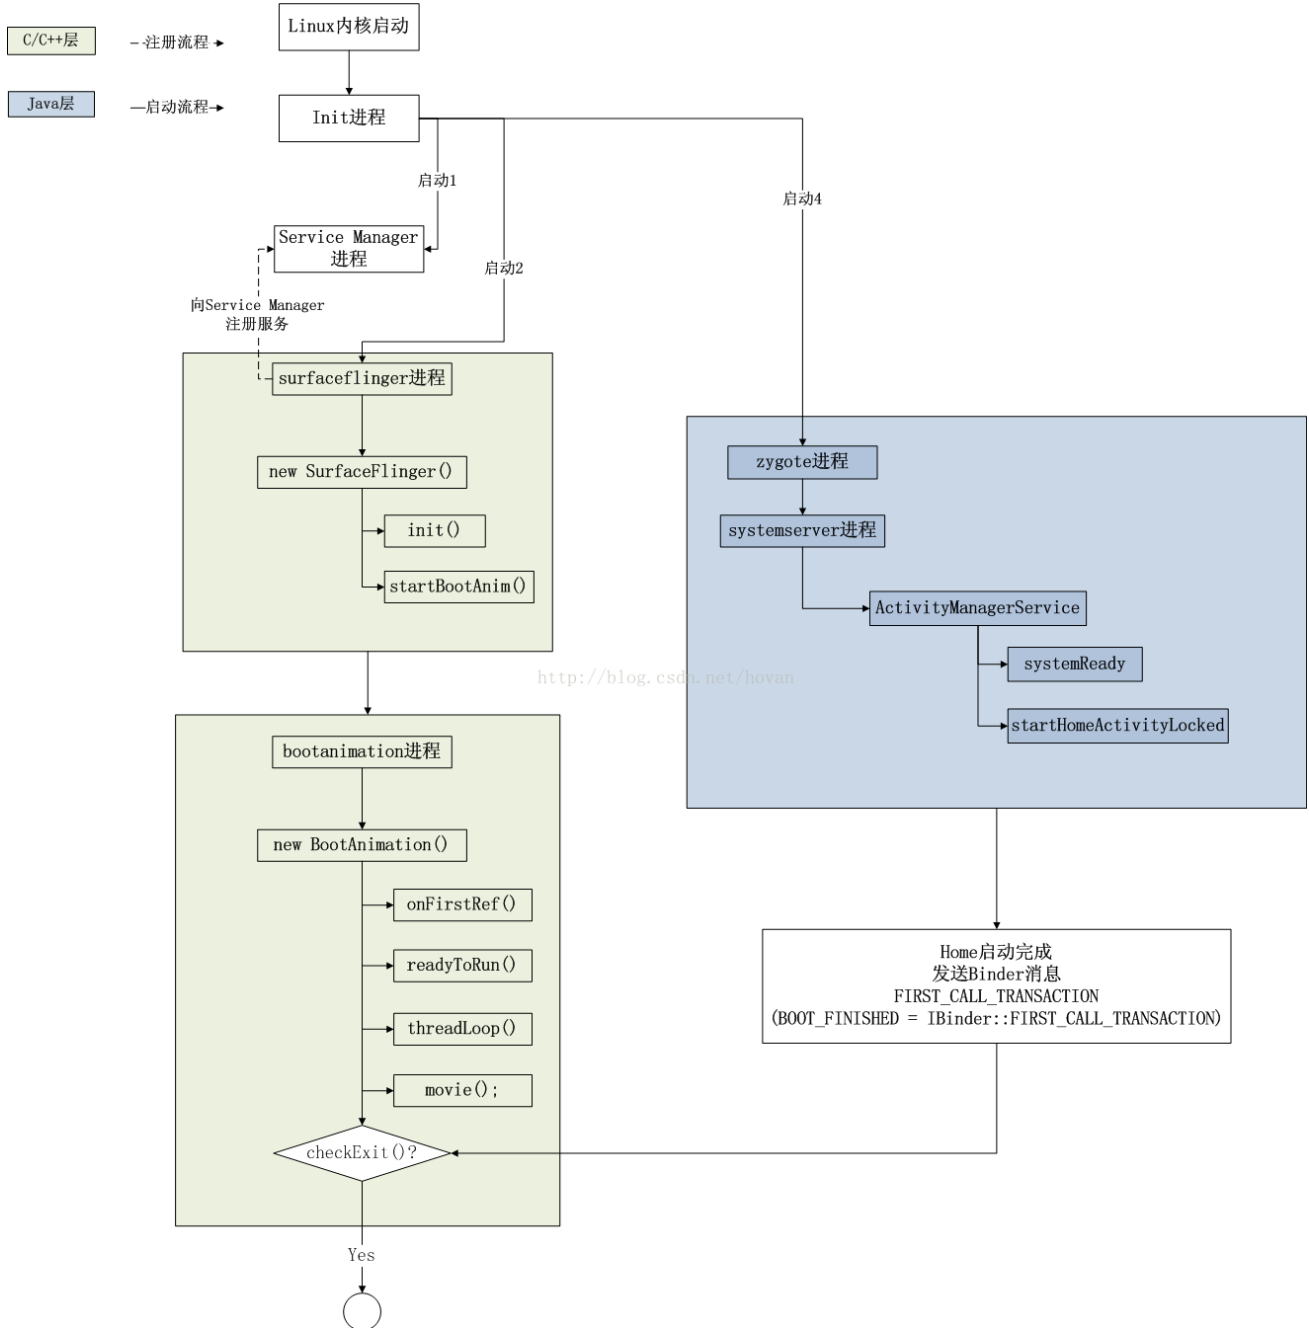 Linux内核启动
C/C++层
注册流程
Java层
启动流程
Init进程
启动1
启动4
Service Manager
进程
启动2
向Service Manager
注册服务
surfaceflinger进程
new SurfaceFlinger()
init()
startBootAnim()
zygote进程
systemserver进程
ActivityManagerService
systemReady
startHomeActivityLocked
http://blog.csdn.net/hovan
bootanimation进程
new BootAnimation()
onFirstRef()
readyToRun()
threadLoop()
movie();
checkExit()?
Home启动完成
发送Binder消息
FIRST_CALL_TRANSACTION
(BOOT_FINISHED = IBinder::FIRST_CALL_TRANSACTION)
Yes